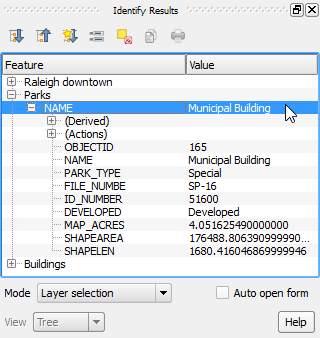 Identify Results
Feature Value
Raleigh downtown
Parks
NAME Municipal Building
(Derived)
(Actions)
OBJECTID 165
NAME Municipal Building
PARK_TYPE Special
FILE_NUMBE SP-16
ID_NUMBER 51600
DEVELOPED Developed
MAP_ACRES 4.051625490000000
SHAPEAREA 176488.806390999990...
SHAPELEN 1680.416046869999946
Buildings
Mode Layer selection Auto open form
View Tree Help